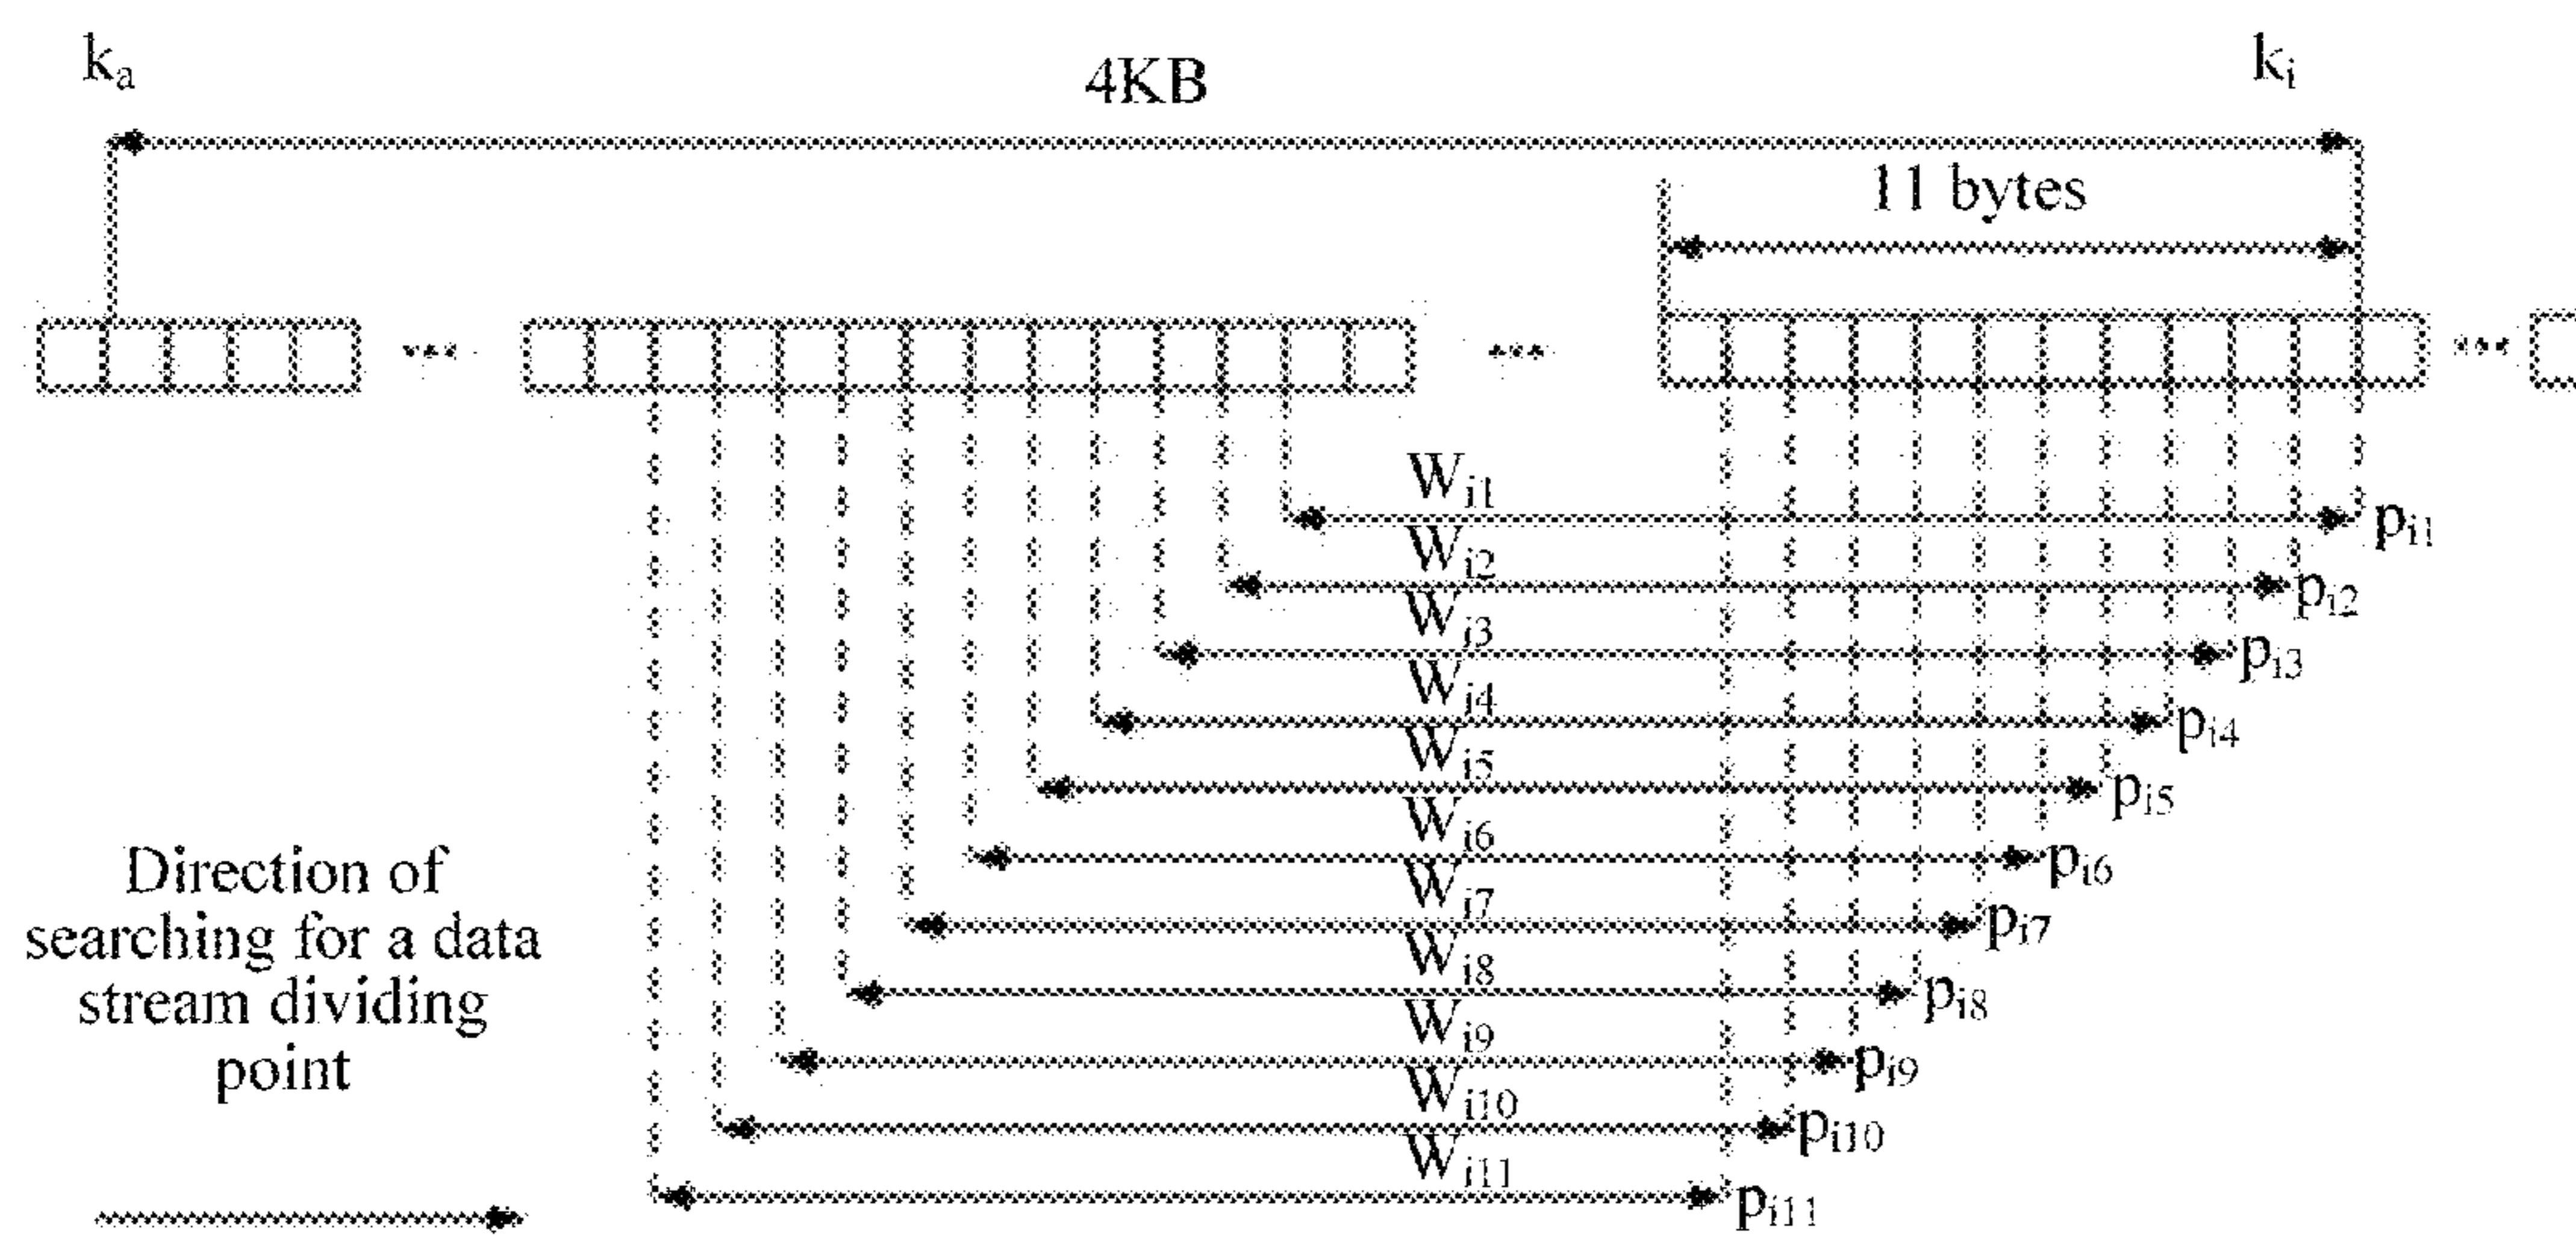 kₐ
4KB
kᵢ
11 bytes
Wi1
pi1
Wi2
pi2
Wi3
pi3
Wi4
pi4
Wi5
pi5
Wi6
pi6
Wi7
pi7
Wi8
pi8
Wi9
pi9
Wi10
pi10
Wi11
pi11
Direction of
searching for a data
stream dividing
point